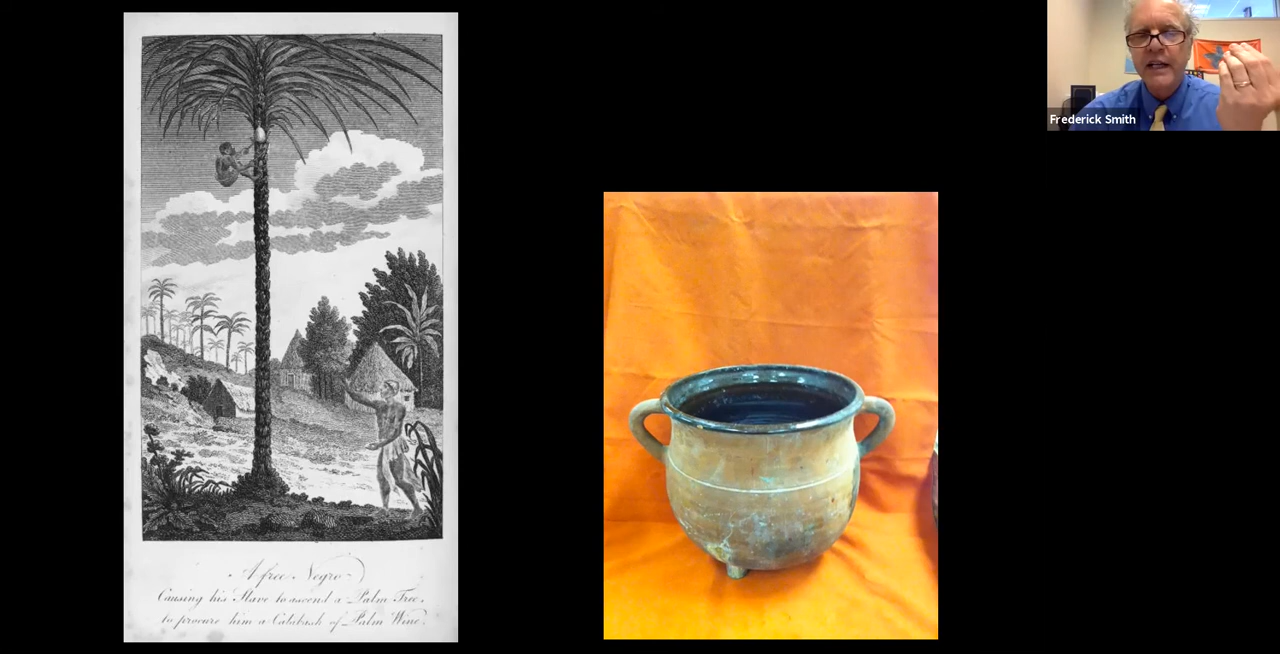 Frederick Smith
A free Negro
Causing his Slave to ascend a Palm Tree,
to procure him a Calabash of Palm Wine.